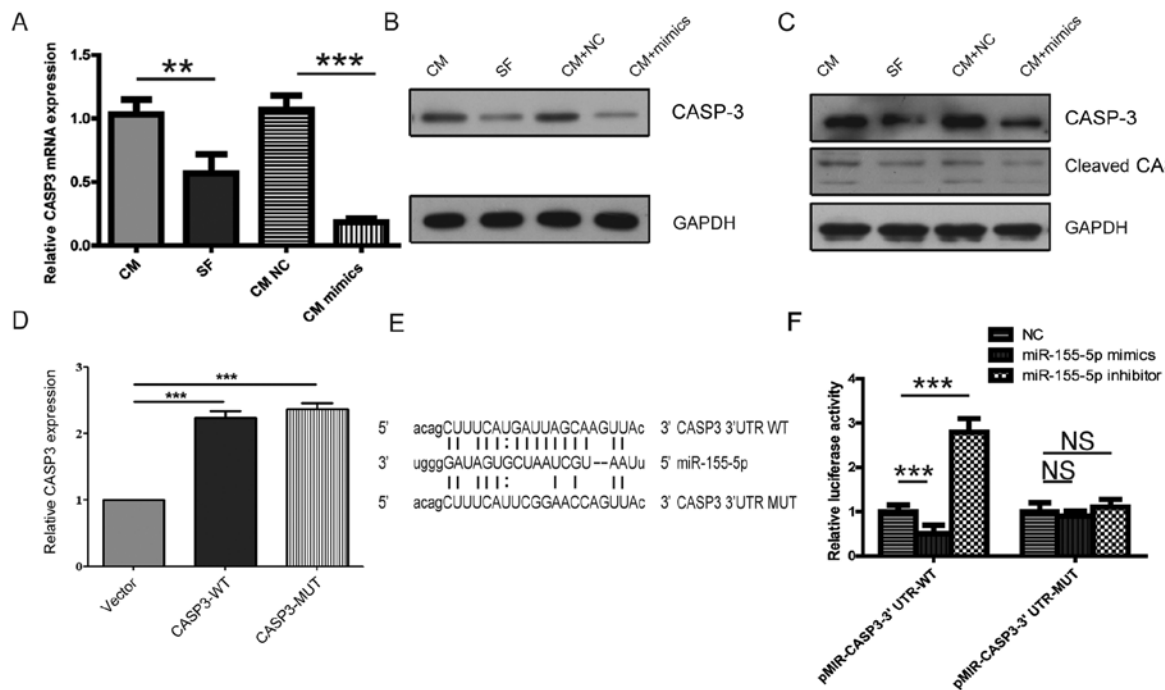 A
Relative CASP3 mRNA expression
1.5
1.0
0.5
0.0
**
***
CM
SF
CM NC
CM mimics
B
CM
SF
CM+NC
CM+mimics
CASP-3
GAPDH
C
CM
SF
CM+NC
CM+mimics
CASP-3
Cleaved CA
GAPDH
D
Relative CASP3 expression
3
2
1
0
***
***
Vector
CASP3-WT
CASP3-MUT
E
5' acagCUUUCAUGAUUAGCAAGUUAc 3' CASP3 3'UTR WT
3' ugggGAUAGUGCUAAUCGU--AAUu 5' miR-155-5p
5' acagCUUUCAUUCGGAACCAGUUAc 3' CASP3 3'UTR MUT
F
NC
miR-155-5p mimics
miR-155-5p inhibitor
Relative luciferase activity
4
3
2
1
0
***
***
NS
NS
pMIR-CASP3-3' UTR-WT
pMIR-CASP3-3' UTR-MUT